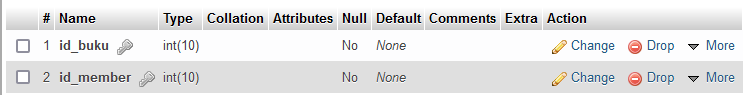 # Name Type Collation Attributes Null Default Comments Extra Action
1 id_buku int(10) No None Change Drop More
2 id_member int(10) No None Change Drop More